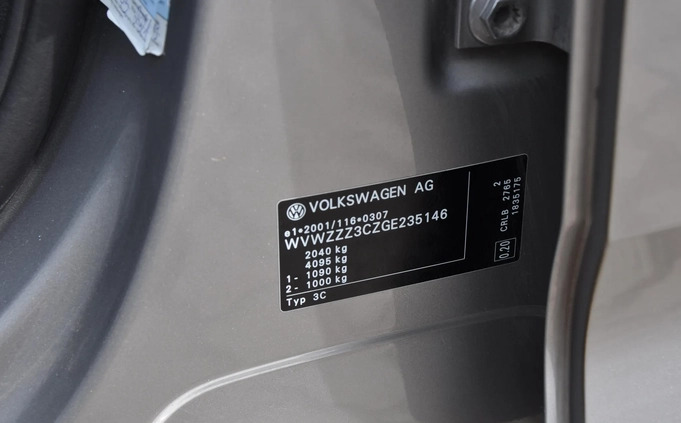 VOLKSWAGEN AG
e1*2001/116*0307
WVWZZZ3CZGE235146
2040 kg
4095 kg
1- 1090 kg
2- 1000 kg
Typ 3C
2
CRLB 2765
0.20 1835175